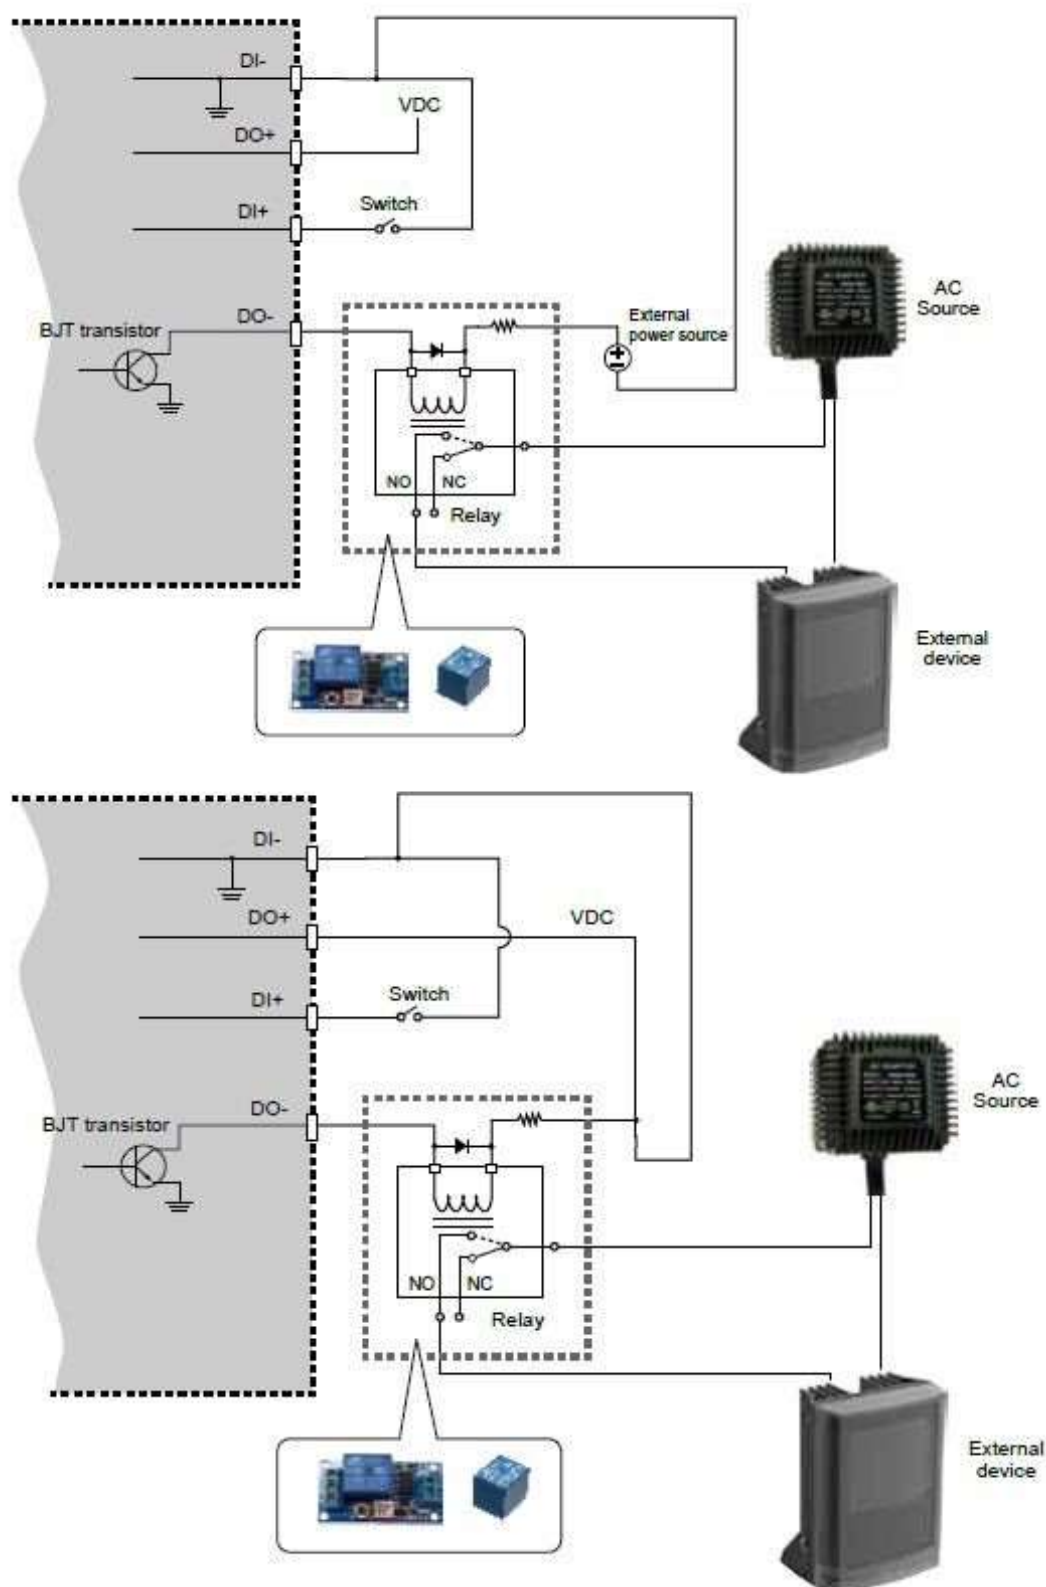 DI-
VDC
DO+
DI+
Switch
BJT transistor
DO-
External
power source
AC
Source
NO
NC
Relay
External
device
DI-
DO+
VDC
DI+
Switch
BJT transistor
DO-
AC
Source
NO
NC
Relay
External
device